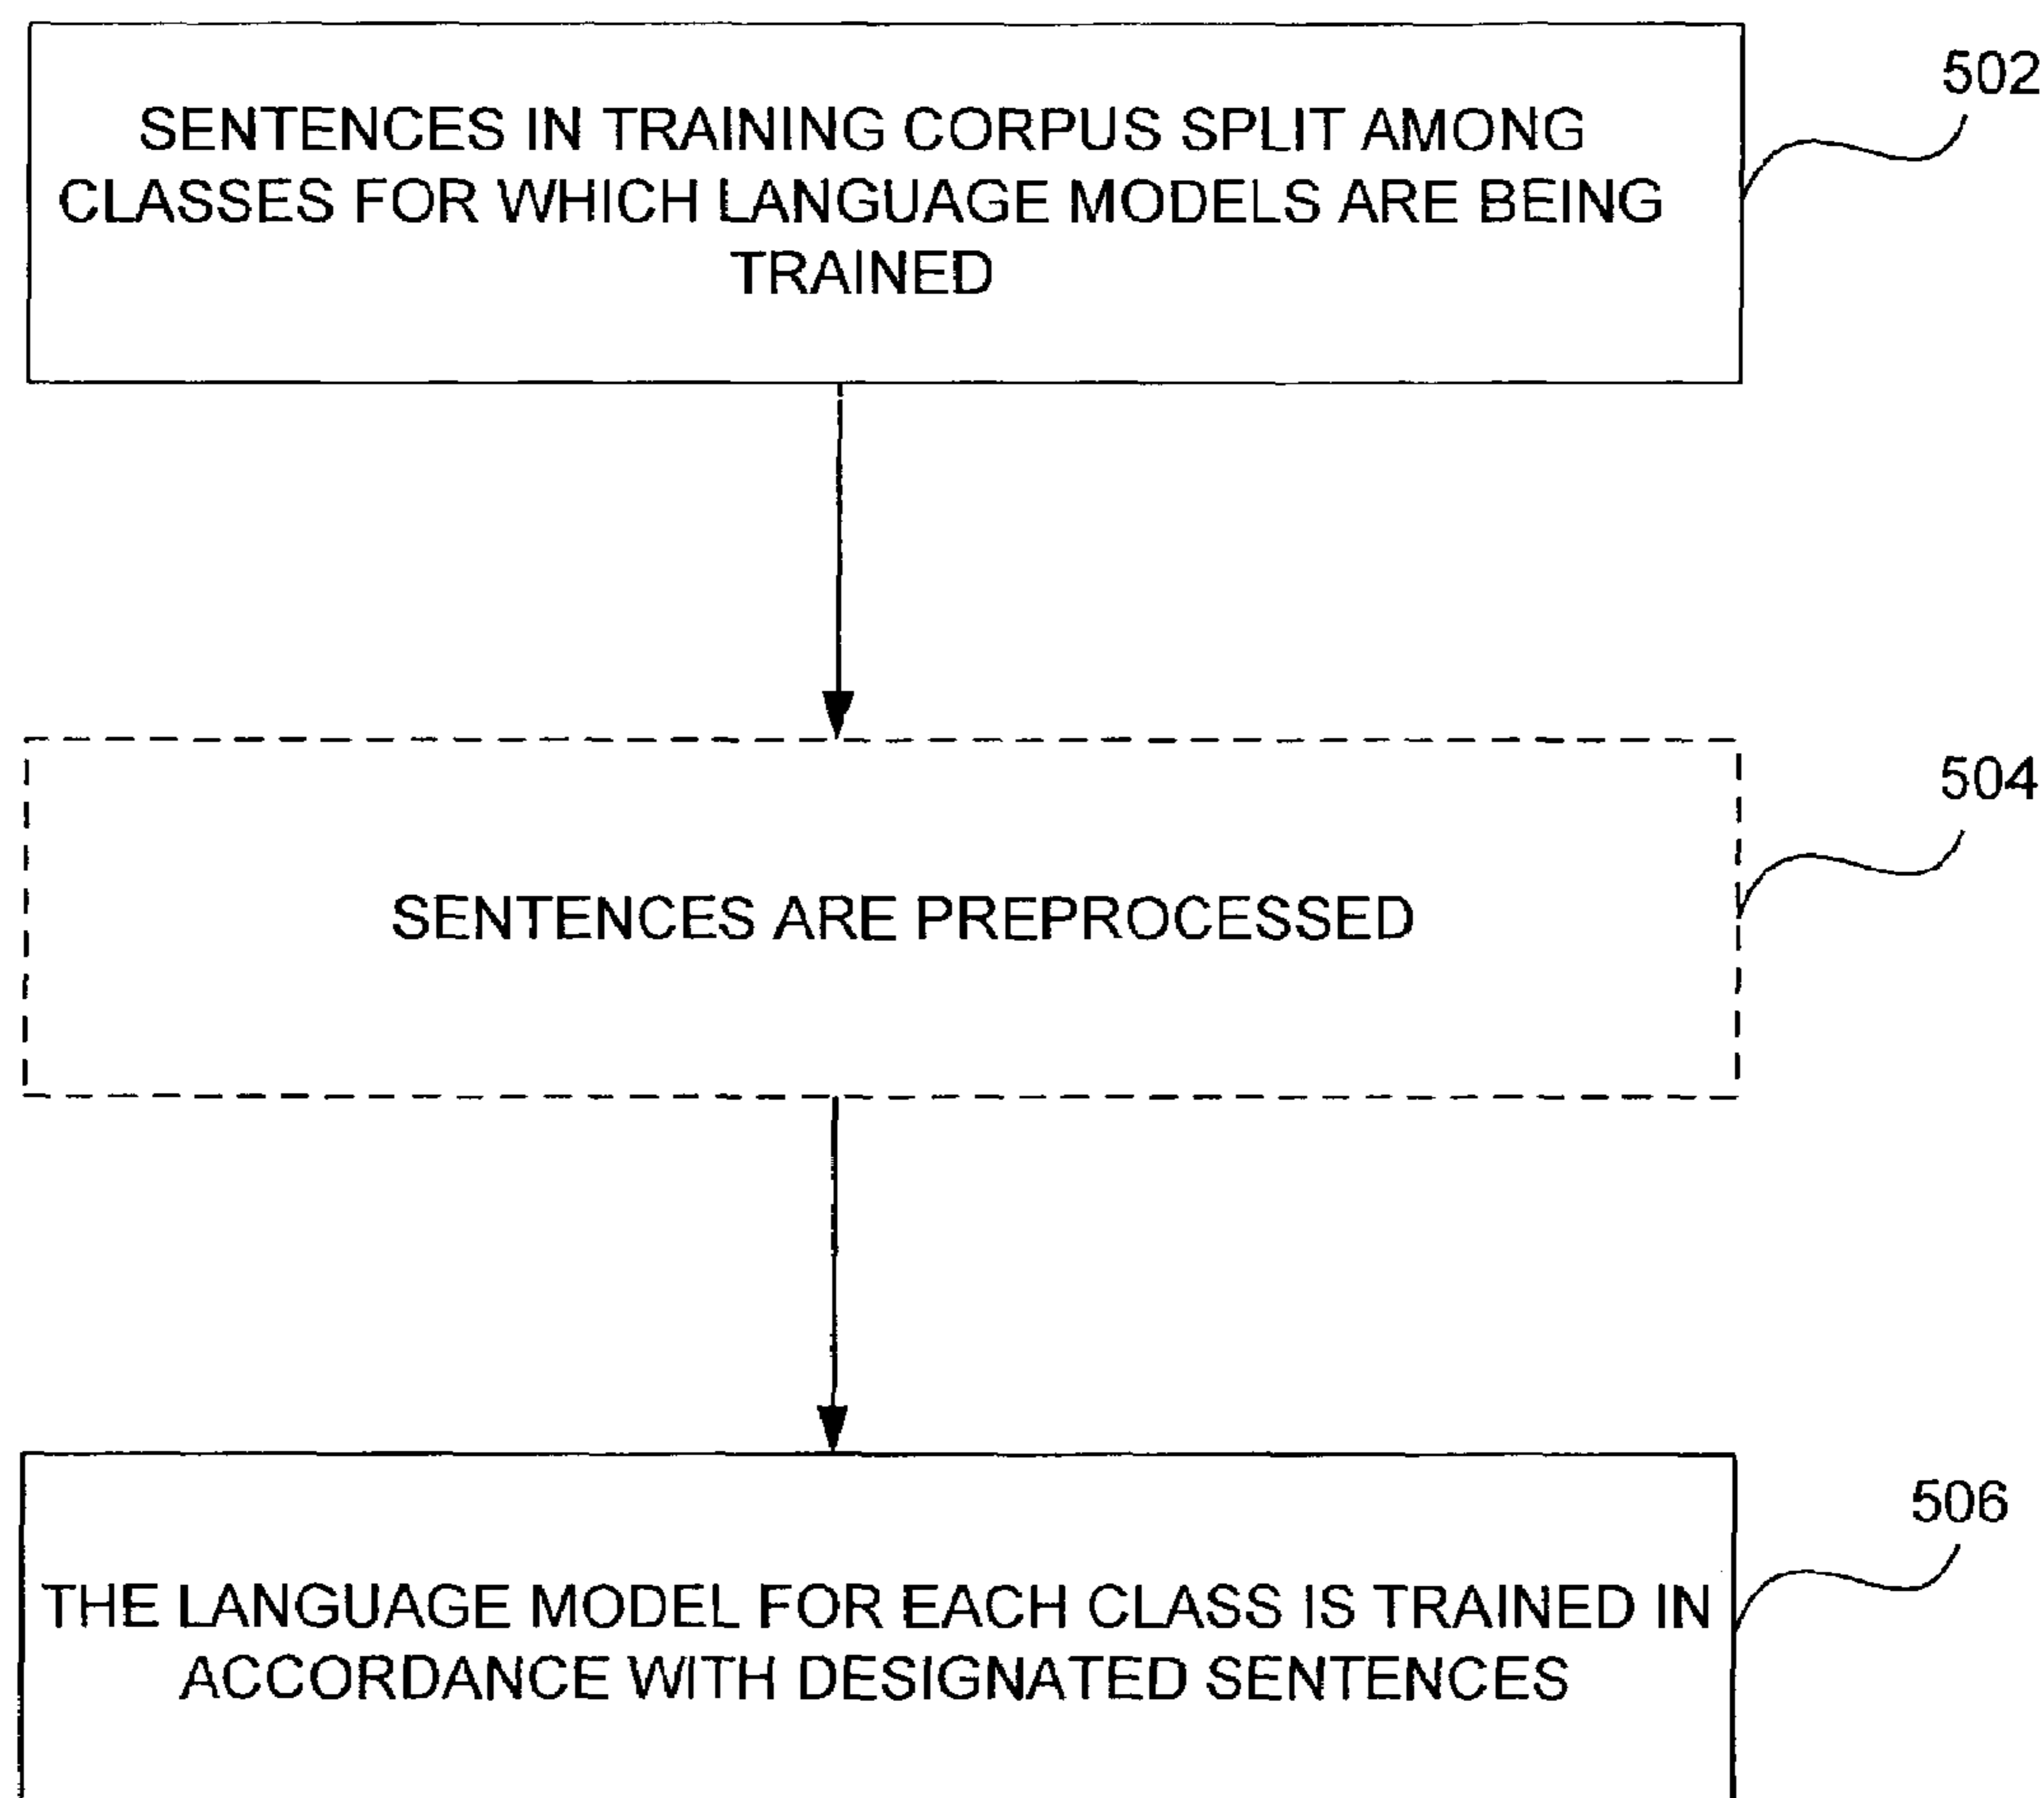 SENTENCES IN TRAINING CORPUS SPLIT AMONG
CLASSES FOR WHICH LANGUAGE MODELS ARE BEING
TRAINED
502
SENTENCES ARE PREPROCESSED
504
THE LANGUAGE MODEL FOR EACH CLASS IS TRAINED IN
ACCORDANCE WITH DESIGNATED SENTENCES
506